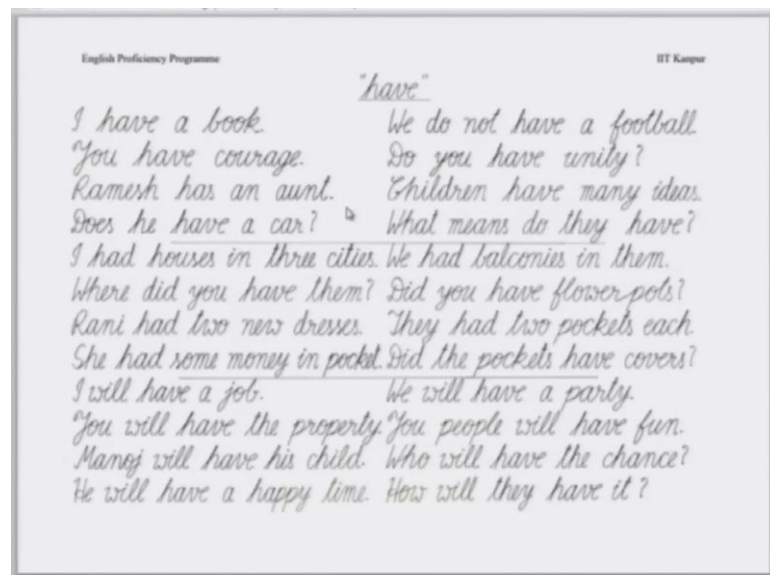 English Proficiency Programme IIT Kanpur
"have"
I have a book. We do not have a football.
You have courage. Do you have unity?
Ramesh has an aunt. Children have many ideas.
Does he have a car? What means do they have?
I had houses in three cities. We had balconies in them.
Where did you have them? Did you have flower pots?
Rani had two new dresses. They had two pockets each.
She had some money in pocket. Did the pockets have covers?
I will have a job. We will have a party.
You will have the property. You people will have fun.
Manoj will have his child. Who will have the chance?
He will have a happy time. How will they have it?